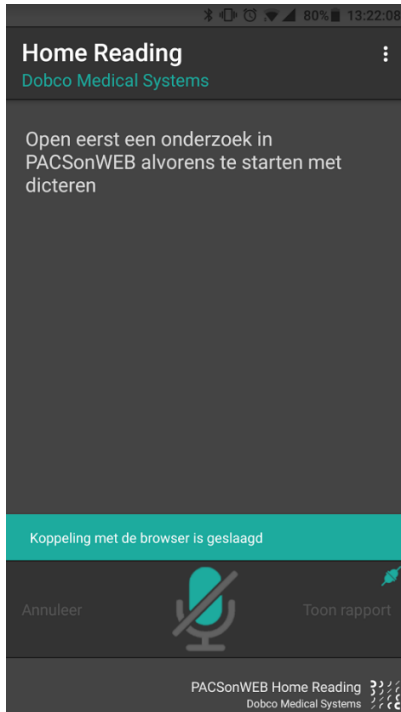 80% 13:22:08
Home Reading
Dobco Medical Systems
Open eerst een onderzoek in
PACSonWEB alvorens te starten met
dicteren
Koppeling met de browser is geslaagd
Annuleer
Toon rapport
PACSonWEB Home Reading
Dobco Medical Systems